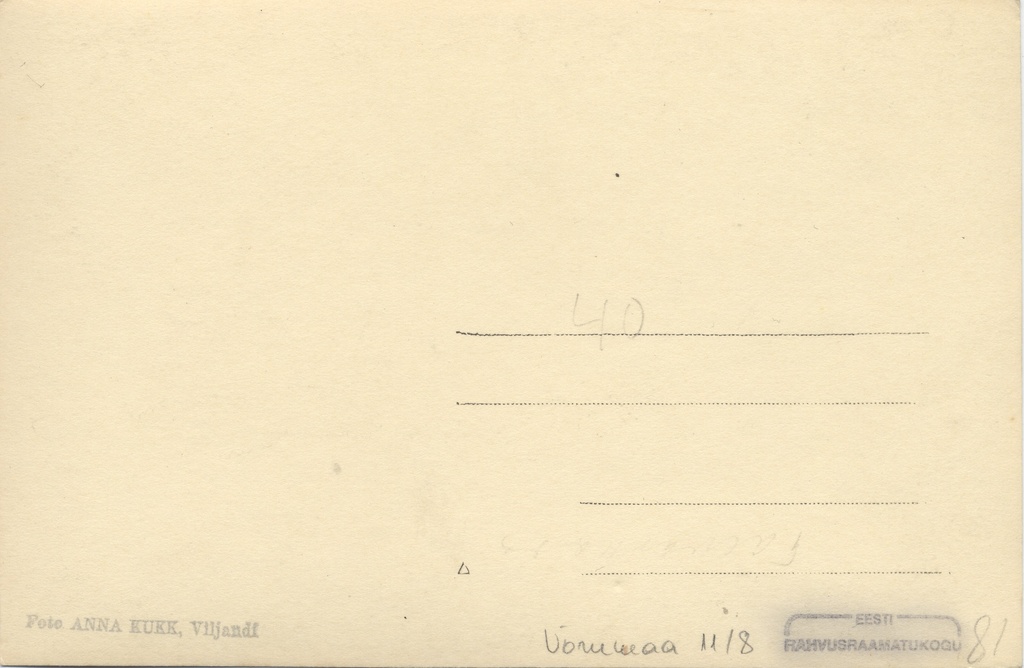 40
Foto ANNA KUKK, Viljandi
Võrumaa 11/8
EESTI
RAHVUSRAAMATUKOGU
81